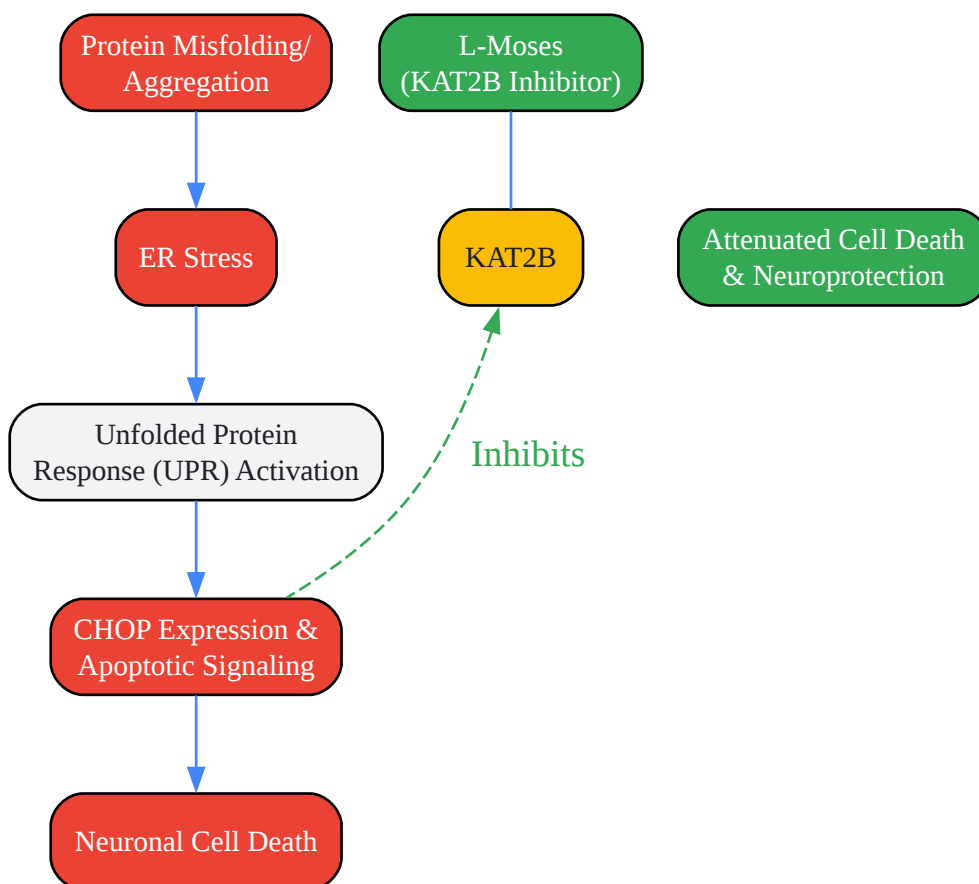 Protein Misfolding/
Aggregation
L-Moses
(KAT2B Inhibitor)
ER Stress
KAT2B
Attenuated Cell Death
& Neuroprotection
Unfolded Protein
Response (UPR) Activation
Inhibits
CHOP Expression &
Apoptotic Signaling
Neuronal Cell Death